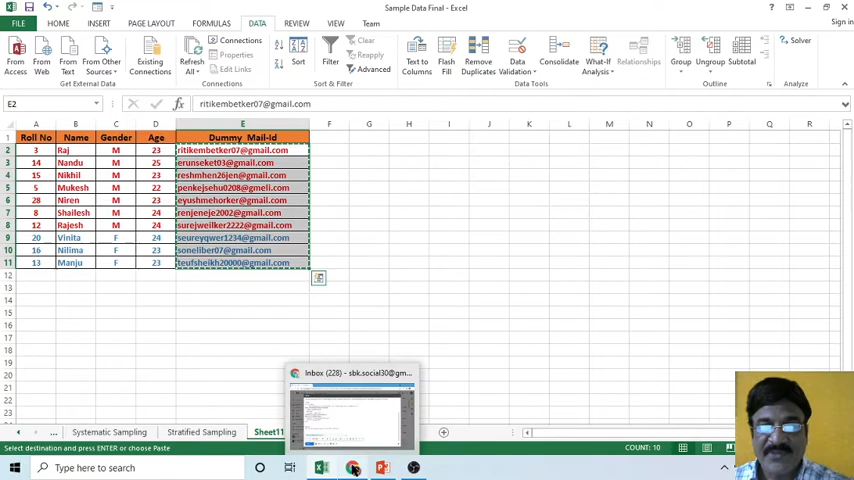 Sample Data Final - Excel
FILE HOME INSERT PAGE LAYOUT FORMULAS DATA REVIEW VIEW Team
Sign in
From Access
From Web
From Text
From Other Sources
Existing Connections
Refresh All
Connections
Properties
Edit Links
Sort
Filter
Clear
Reapply
Advanced
Text to Columns
Flash Fill
Remove Duplicates
Data Validation
Consolidate
What-If Analysis
Relationships
Group
Ungroup
Subtotal
Solver
Get External Data Connections Sort & Filter Data Tools Outline Analyze
E2 fx ritikembetker07@gmail.com
A B C D E F G H I J K L M N O P Q R
1 Roll No Name Gender Age Dummy Mail-Id
2 3 Raj M 23 ritikembetker07@gmail.com
3 14 Nandu M 25 erunseket03@gmail.com
4 15 Nikhil M 23 reshmhen26jen@gmail.com
5 5 Mukesh M 22 penkejsehu0208@gmeli.com
6 28 Niren M 23 eyushmehorker@gmail.com
7 8 Shailesh M 24 renjeneje2002@gmail.com
8 12 Rajesh M 24 surejweilker2222@gmail.com
9 20 Vinita F 24 seureyqwer1234@gmail.com
10 16 Nilima F 23 soneliber07@gmail.com
11 13 Manju F 23 teufsheikh20000@gmail.com
12
13
14
15
16
17
18
19
20
21
22
23
Inbox (228) - sbk.social30@gm...
... Systematic Sampling Stratified Sampling Sheet11
Select destination and press ENTER or choose Paste COUNT: 10
Type here to search